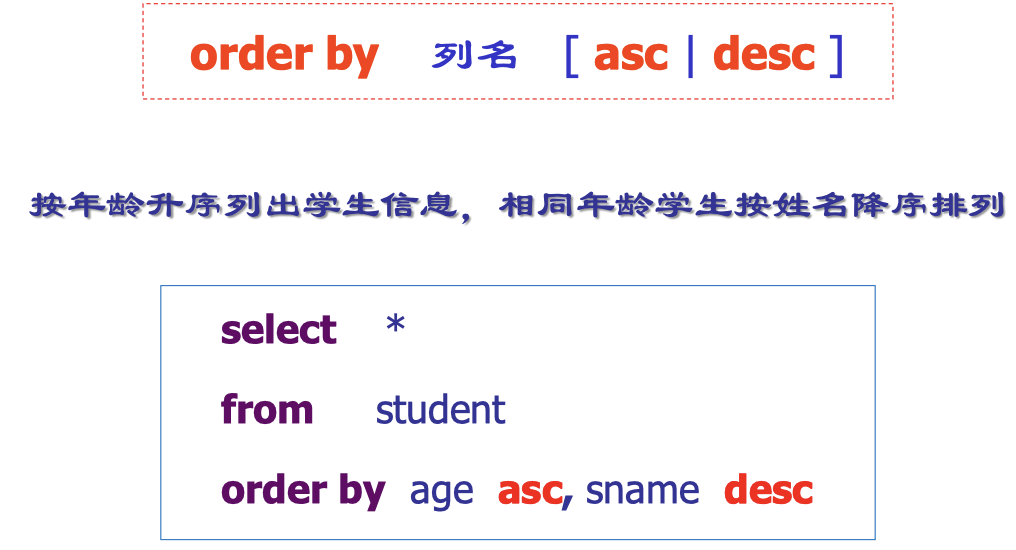 order by 列名 [ asc | desc ]
按年龄升序列出学生信息，相同年龄学生按姓名降序排列
select *
from student
order by age asc, sname desc